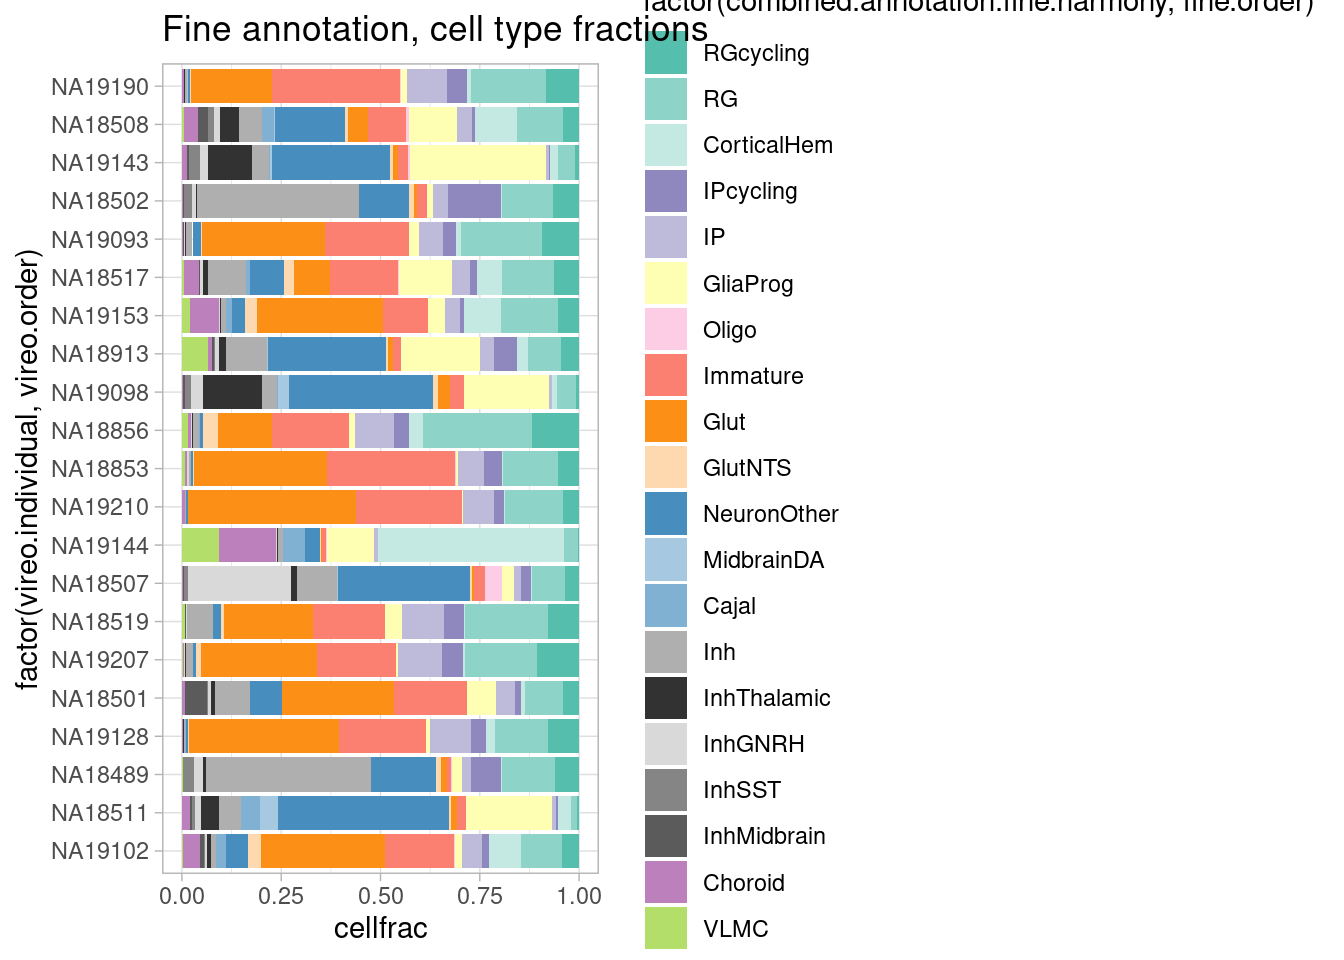 factor(combined.annotation.fine.harmony, fine.order)
Fine annotation, cell type fractions
factor(vireo.individual, vireo.order)
NA19190
NA18508
NA19143
NA18502
NA19093
NA18517
NA19153
NA18913
NA19098
NA18856
NA18853
NA19210
NA19144
NA18507
NA18519
NA19207
NA18501
NA19128
NA18489
NA18511
NA19102
0.00 0.25 0.50 0.75 1.00
cellfrac
RGcycling
RG
CorticalHem
IPcycling
IP
GliaProg
Oligo
Immature
Glut
GlutNTS
NeuronOther
MidbrainDA
Cajal
Inh
InhThalamic
InhGNRH
InhSST
InhMidbrain
Choroid
VLMC